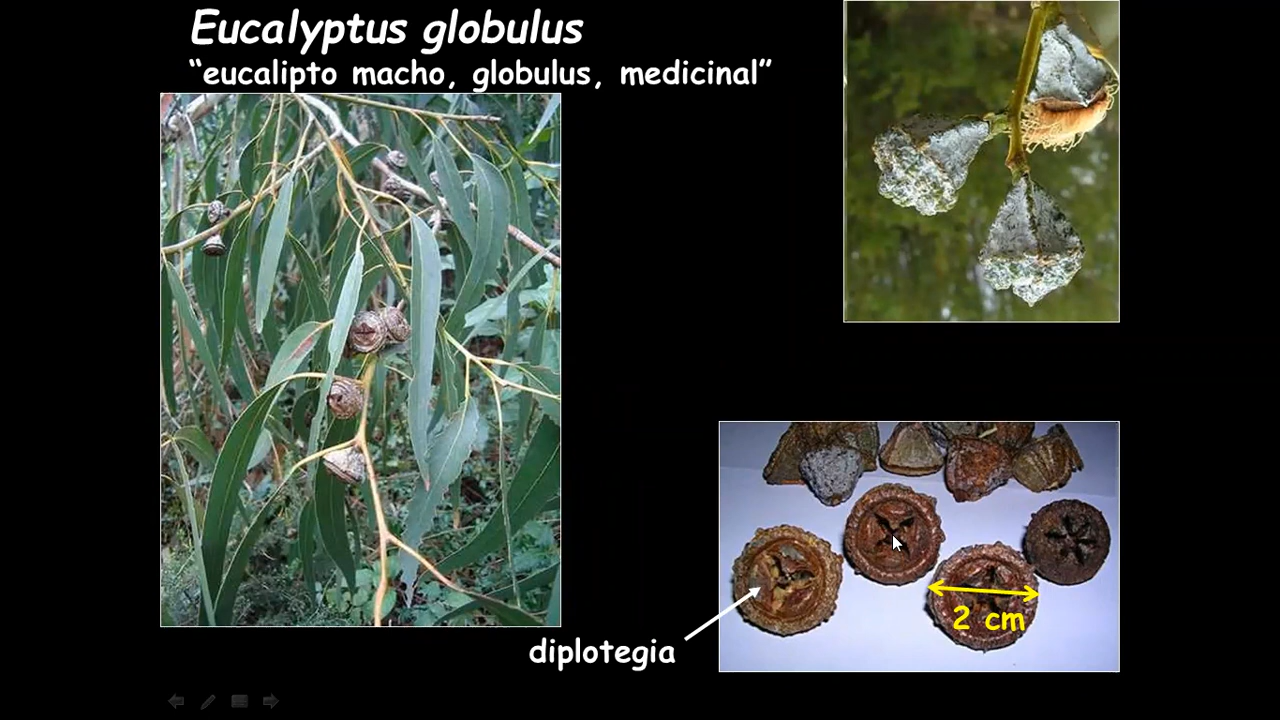 Eucalyptus globulus
“eucalipto macho, globulus, medicinal”
2 cm
diplotegia